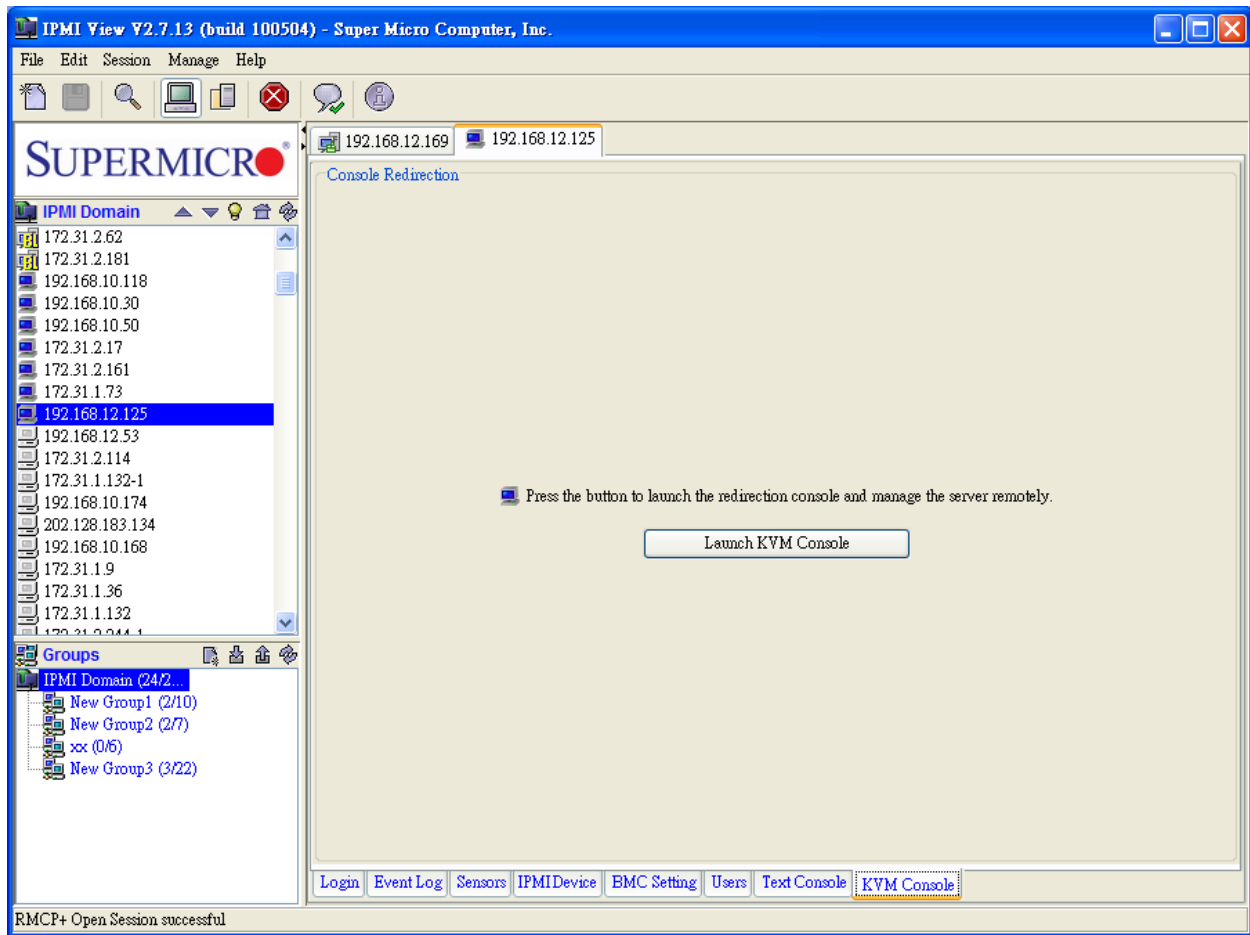 IPMI View V2.7.13 (build 100504) - Super Micro Computer, Inc.
File Edit Session Manage Help
SUPERMICRO
192.168.12.169 192.168.12.125
Console Redirection
IPMI Domain
172.31.2.62
172.31.2.181
192.168.10.118
192.168.10.30
192.168.10.50
172.31.2.17
172.31.2.161
172.31.1.73
192.168.12.125
192.168.12.53
172.31.2.114
172.31.1.132-1
192.168.10.174
202.128.183.134
192.168.10.168
172.31.1.9
172.31.1.36
172.31.1.132
Press the button to launch the redirection console and manage the server remotely.
Launch KVM Console
Groups
IPMI Domain (24/2...
New Group1 (2/10)
New Group2 (2/7)
xx (0/6)
New Group3 (3/22)
Login Event Log Sensors IPMI Device BMC Setting Users Text Console KVM Console
RMCP+ Open Session successful